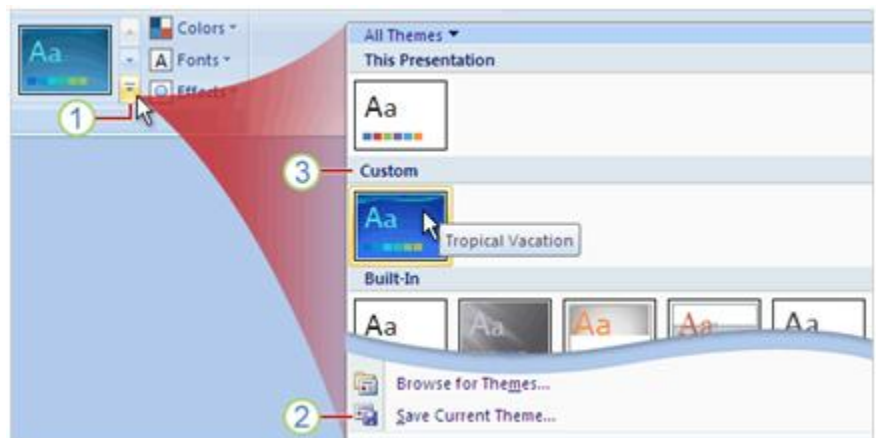 Aa
Colors
Fonts
Effects
1
All Themes
This Presentation
Aa
3
Custom
Aa
Tropical Vacation
Built-In
Aa Aa Aa Aa Aa
Browse for Themes...
2
Save Current Theme...